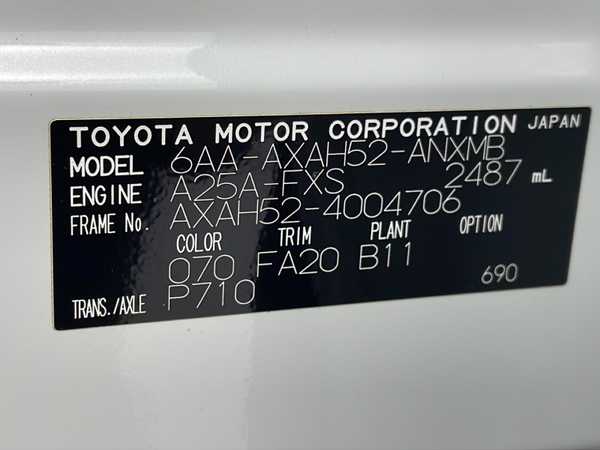 TOYOTA MOTOR CORPORATION JAPAN
MODEL 6AA-AXAH52-ANXMB
ENGINE A25A-FXS 2487 mL
FRAME No. AXAH52-4004706
COLOR TRIM PLANT OPTION
070 FA20 B11
TRANS./AXLE P710 690